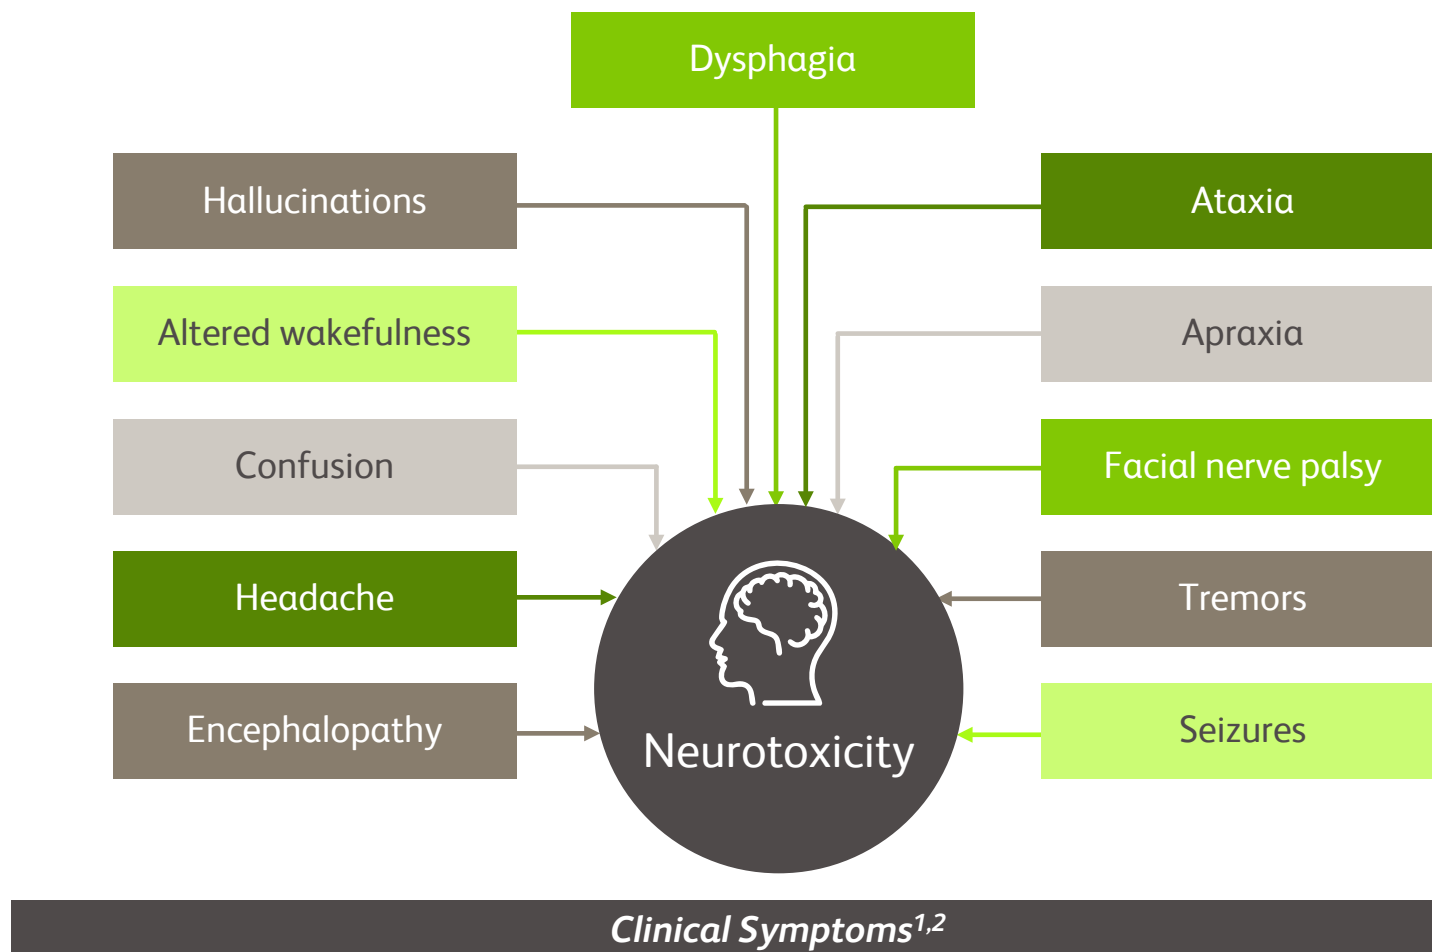 Dysphagia
Hallucinations
Altered wakefulness
Confusion
Headache
Encephalopathy
Ataxia
Apraxia
Facial nerve palsy
Tremors
Seizures
Neurotoxicity
Clinical Symptoms1,2